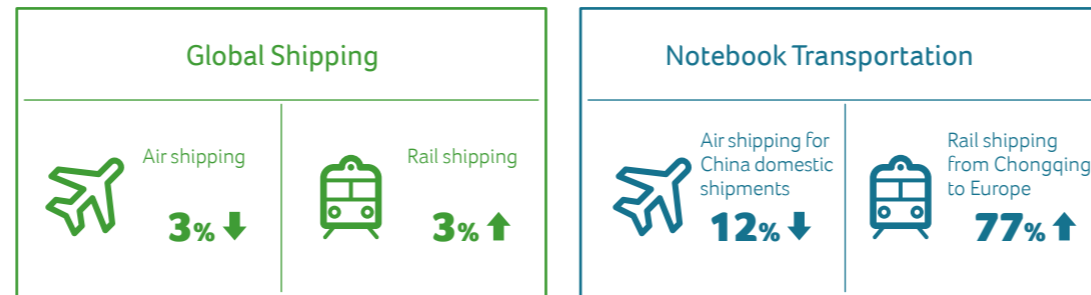 Global Shipping
Air shipping
3% ↓
Rail shipping
3% ↑
Notebook Transportation
Air shipping for
China domestic
shipments
12% ↓
Rail shipping
from Chongqing
to Europe
77% ↑